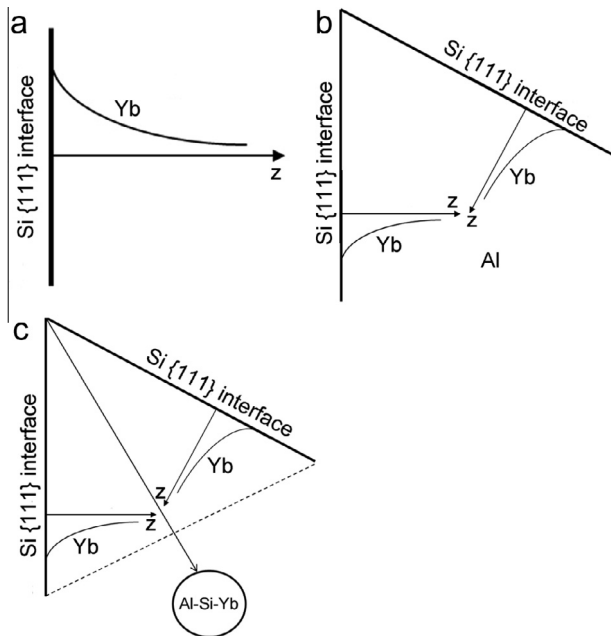 a
Si {111} interface
Yb
z
b
Si {111} interface
Si {111} interface
Yb
z
z
Yb
Al
c
Si {111} interface
Si {111} interface
Yb
z
z
Yb
Al-Si-Yb